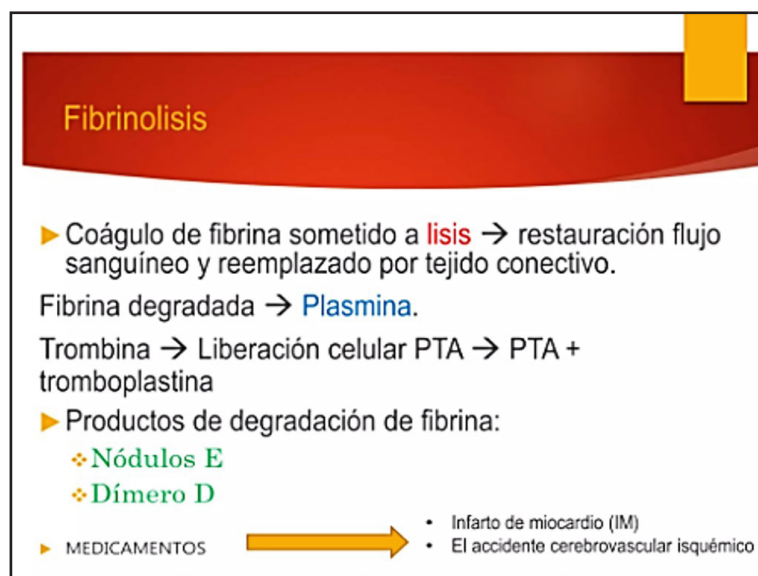 Fibrinolisis
Coágulo de fibrina sometido a lisis → restauración flujo
sanguíneo y reemplazado por tejido conectivo.
Fibrina degradada → Plasmina.
Trombina → Liberación celular PTA → PTA +
tromboplastina
Productos de degradación de fibrina:
Nódulos E
Dímero D
MEDICAMENTOS
• Infarto de miocardio (IM)
• El accidente cerebrovascular isquémico